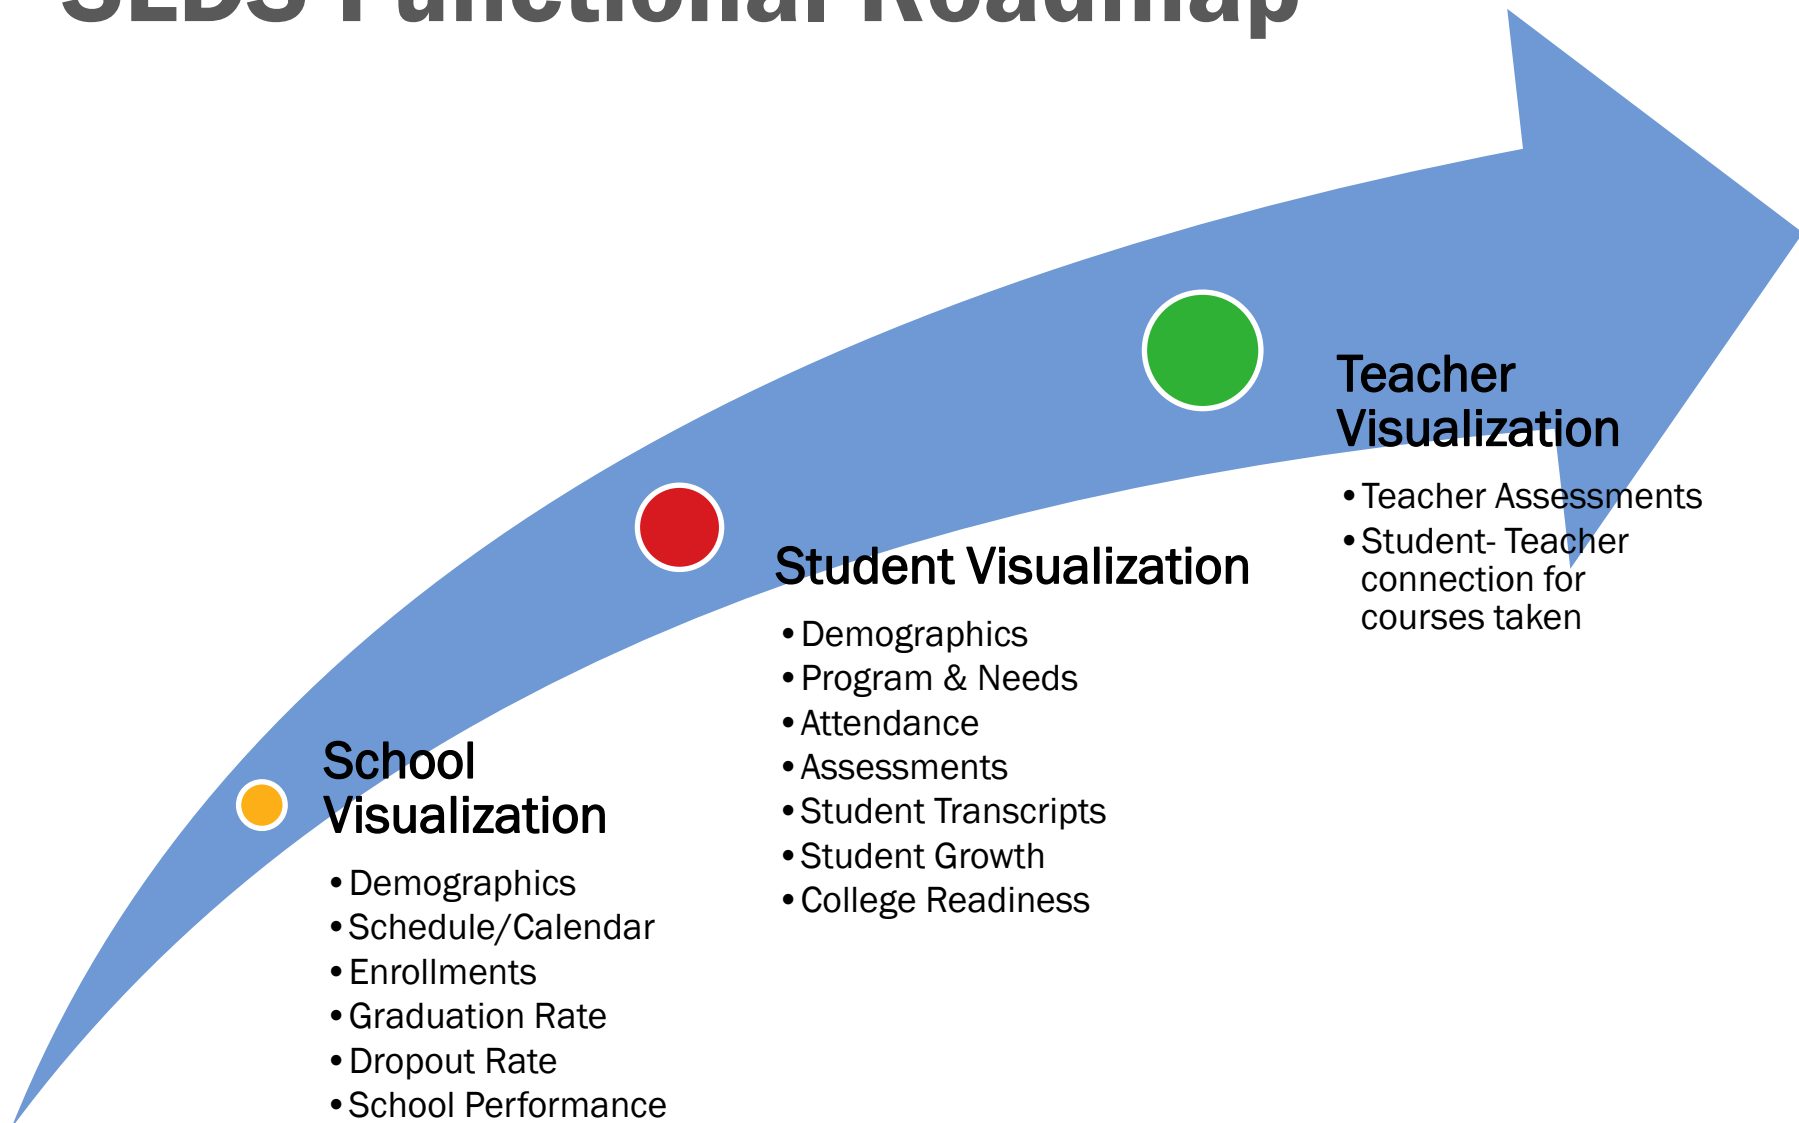 SLDS Functional Roadmap
School
Visualization
•Demographics
•Schedule/Calendar
•Enrollments
•Graduation Rate
•Dropout Rate
•School Performance
Student Visualization
•Demographics
•Program & Needs
•Attendance
•Assessments
•Student Transcripts
•Student Growth
•College Readiness
Teacher
Visualization
•Teacher Assessments
•Student- Teacher
connection for
courses taken